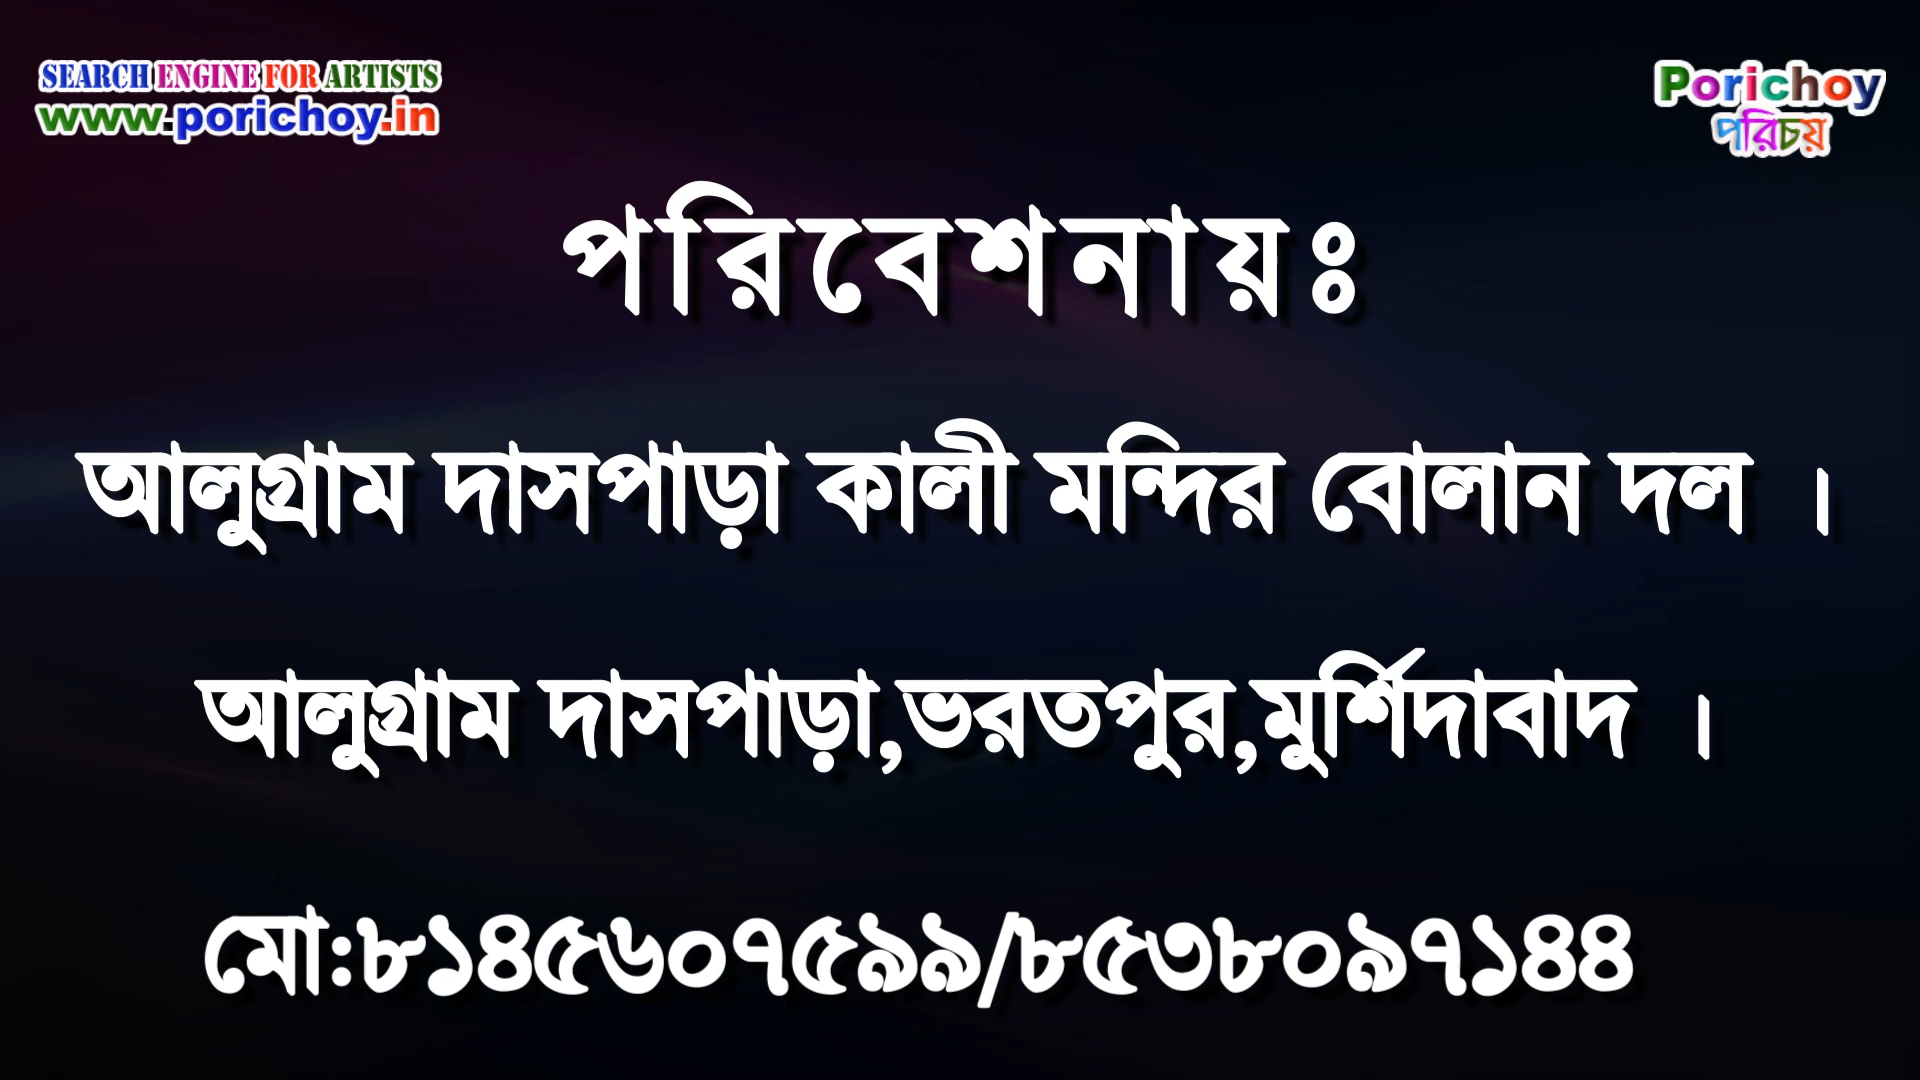 SEARCH ENGINE FOR ARTISTS
www.porichoy.in
Porichoy
পরিচয়
পরিবেশনায়ঃ
আলুগ্রাম দাসপাড়া কালী মন্দির বোলান দল ।
আলুগ্রাম দাসপাড়া,ভরতপুর,মুর্শিদাবাদ ।
মো:৮১৪৫৬০৭৫৯৯/৮৫৩৮০৯৭১৪৪